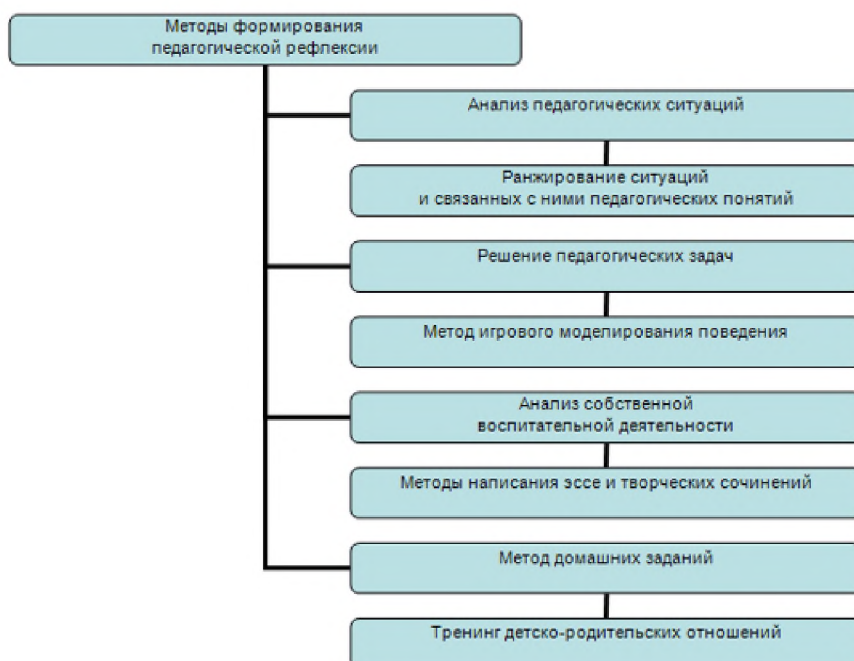 Методы формирования
педагогической рефлексии
Анализ педагогических ситуаций
Ранжирование ситуаций
и связанных с ними педагогических понятий
Решение педагогических задач
Метод игрового моделирования поведения
Анализ собственной
воспитательной деятельности
Методы написания эссе и творческих сочинений
Метод домашних заданий
Тренинг детско-родительских отношений